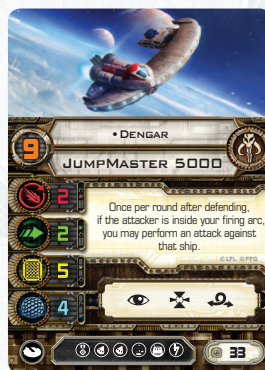 • DENGAR
9
JUMPMASTER 5000
2
Once per round after defending,
if the attacker is inside your firing arc,
you may perform an attack against
that ship.
2
©LFL ©FFG
5
4
33